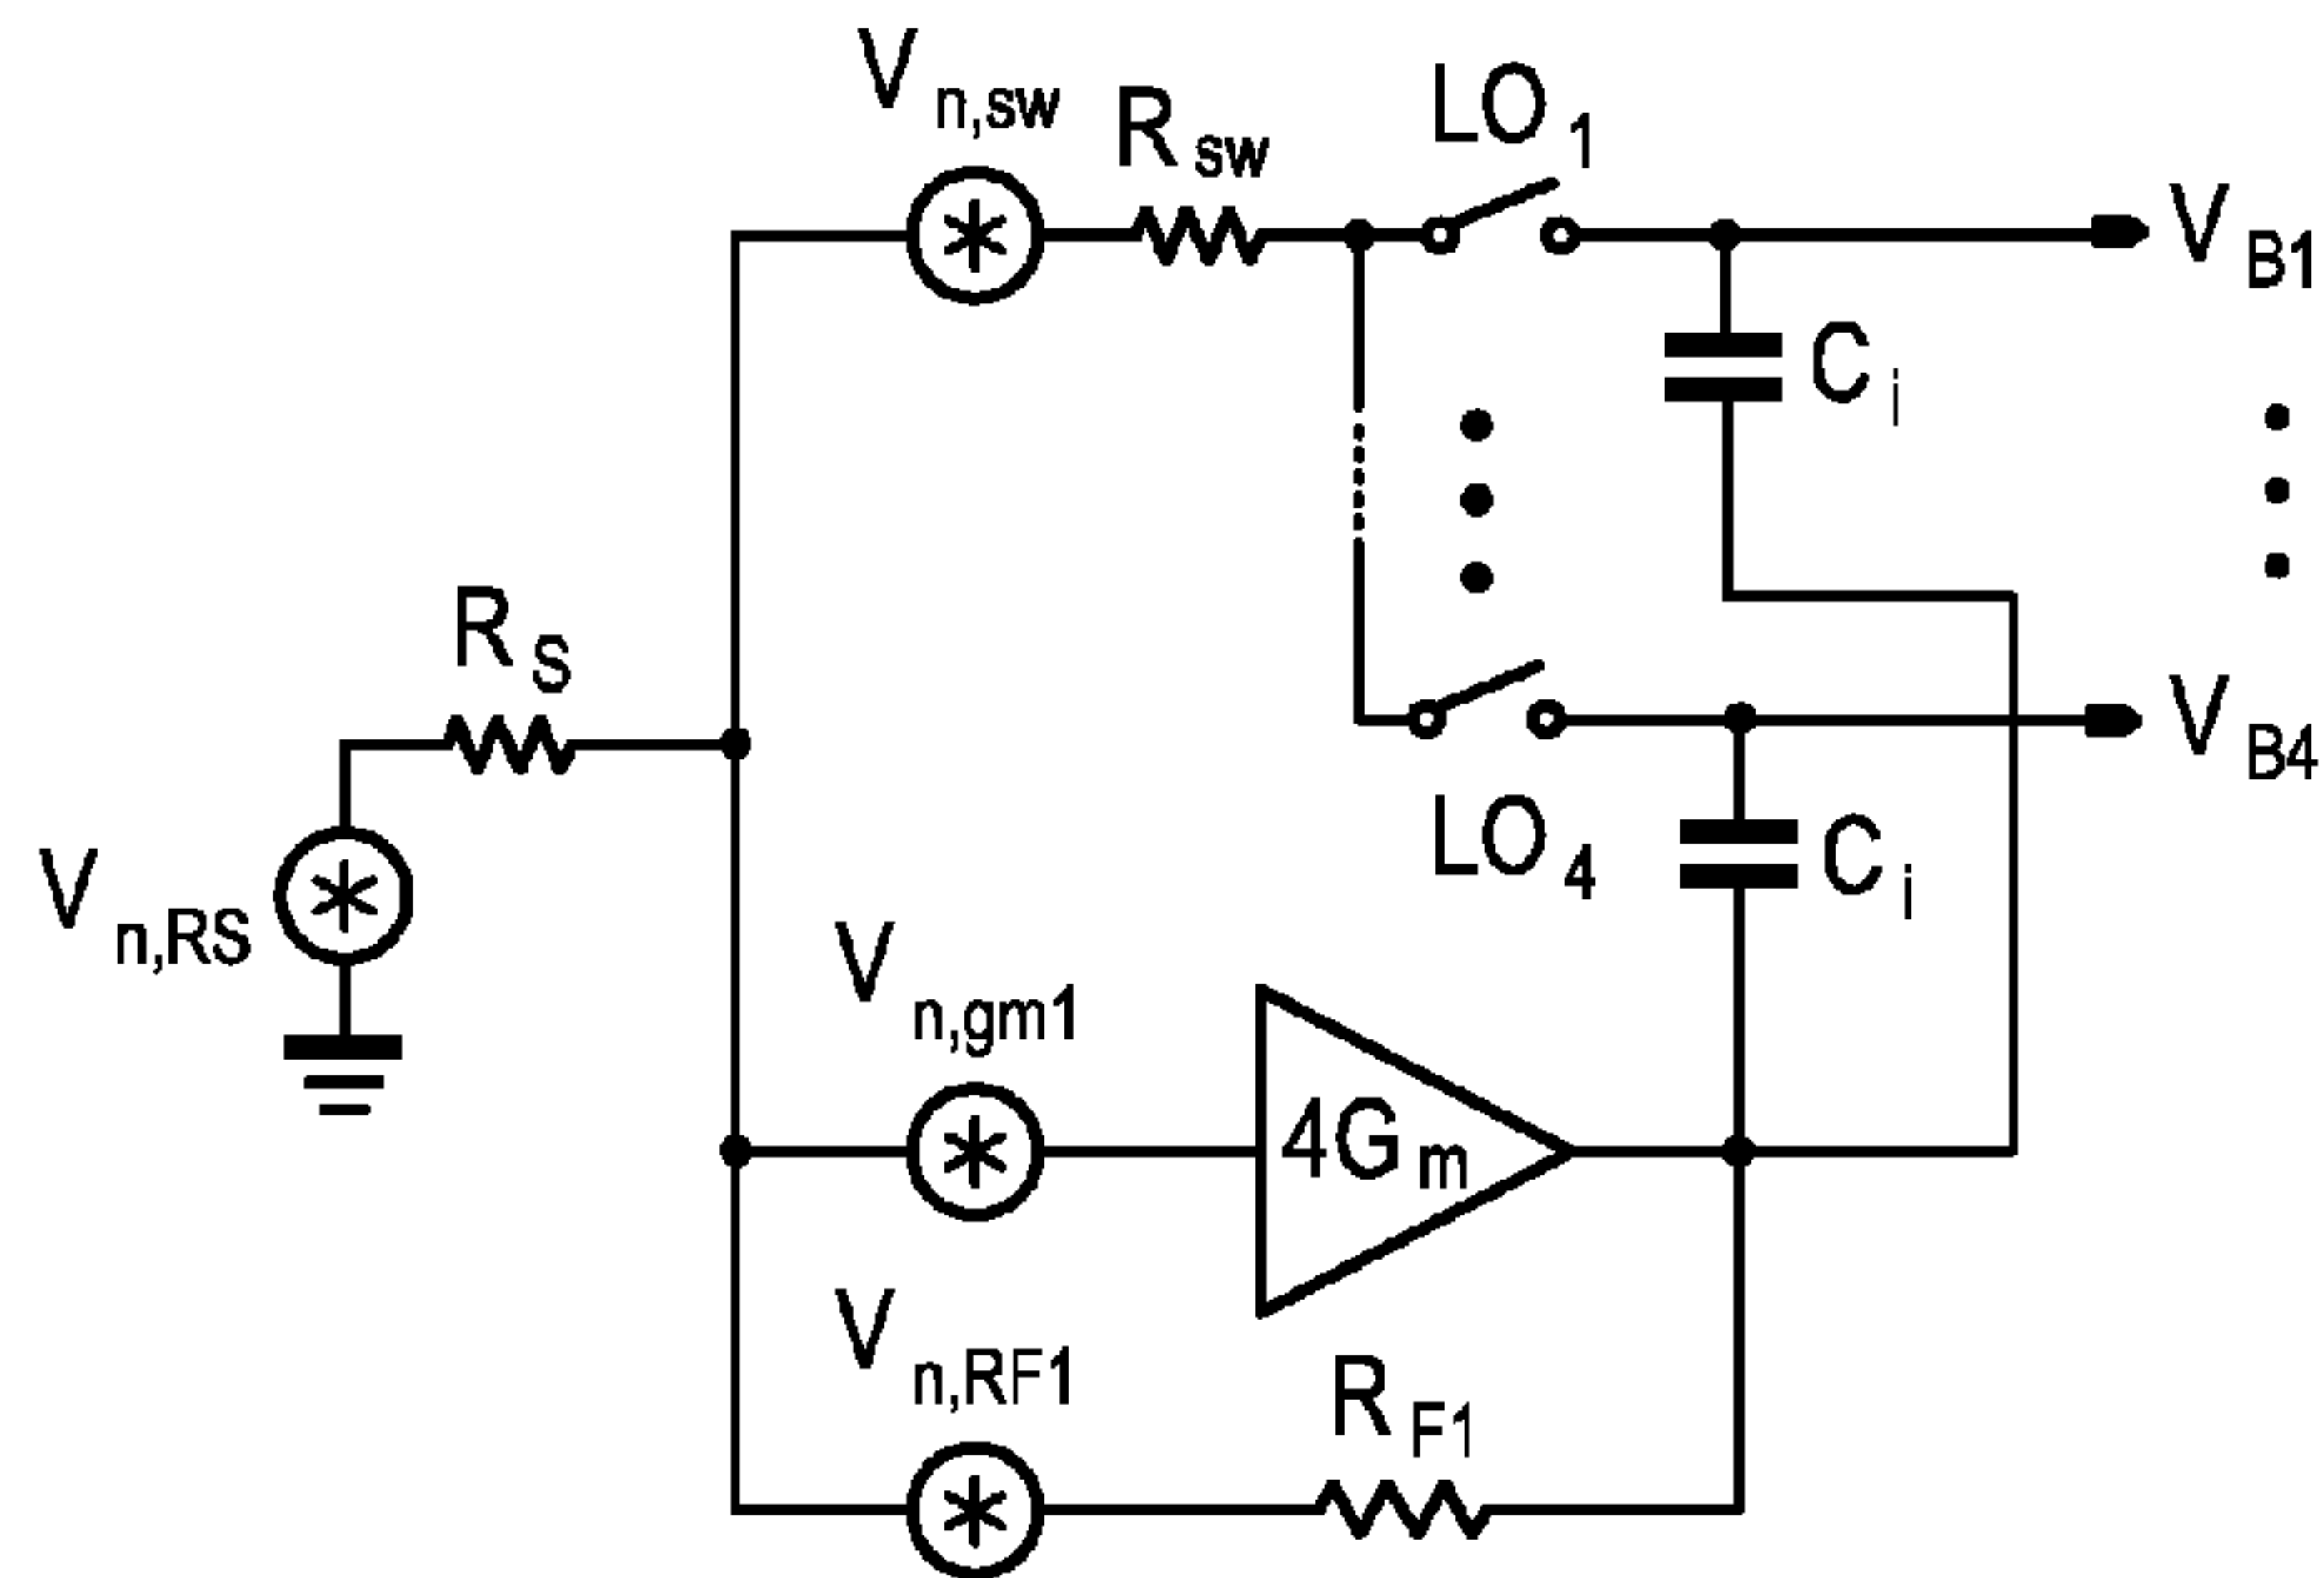 V n,sw
R sw
LO 1
V B1
C i
R S
LO 4
V B4
C i
V n,RS
V n,gm1
4G m
V n,RF1
R F1